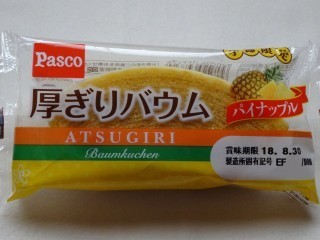 Pasco
厚ぎりバウム
パイナップル
ATSUGIRI
Baumkuchen
賞味期限 18. 8.30
製造所固有記号 EF